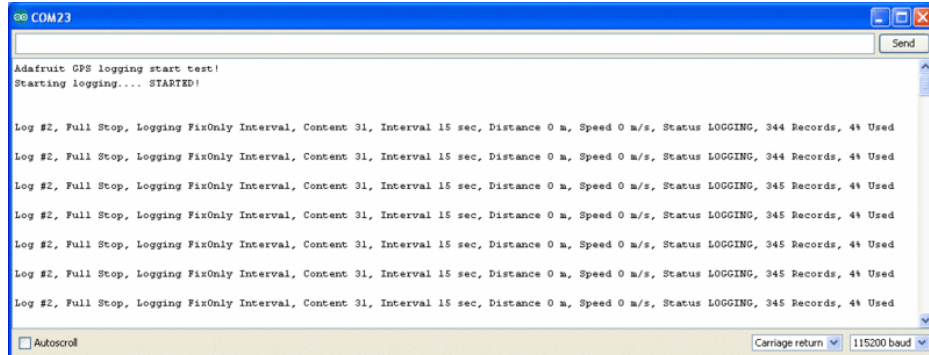 COM23
Send
Adafruit GPS logging start test!
Starting logging.... STARTED!
Log #2, Full Stop, Logging FixOnly Interval, Content 31, Interval 15 sec, Distance 0 m, Speed 0 m/s, Status LOGGING, 344 Records, 4% Used
Log #2, Full Stop, Logging FixOnly Interval, Content 31, Interval 15 sec, Distance 0 m, Speed 0 m/s, Status LOGGING, 344 Records, 4% Used
Log #2, Full Stop, Logging FixOnly Interval, Content 31, Interval 15 sec, Distance 0 m, Speed 0 m/s, Status LOGGING, 345 Records, 4% Used
Log #2, Full Stop, Logging FixOnly Interval, Content 31, Interval 15 sec, Distance 0 m, Speed 0 m/s, Status LOGGING, 345 Records, 4% Used
Log #2, Full Stop, Logging FixOnly Interval, Content 31, Interval 15 sec, Distance 0 m, Speed 0 m/s, Status LOGGING, 345 Records, 4% Used
Log #2, Full Stop, Logging FixOnly Interval, Content 31, Interval 15 sec, Distance 0 m, Speed 0 m/s, Status LOGGING, 345 Records, 4% Used
Log #2, Full Stop, Logging FixOnly Interval, Content 31, Interval 15 sec, Distance 0 m, Speed 0 m/s, Status LOGGING, 345 Records, 4% Used
Autoscroll Carriage return 115200 baud